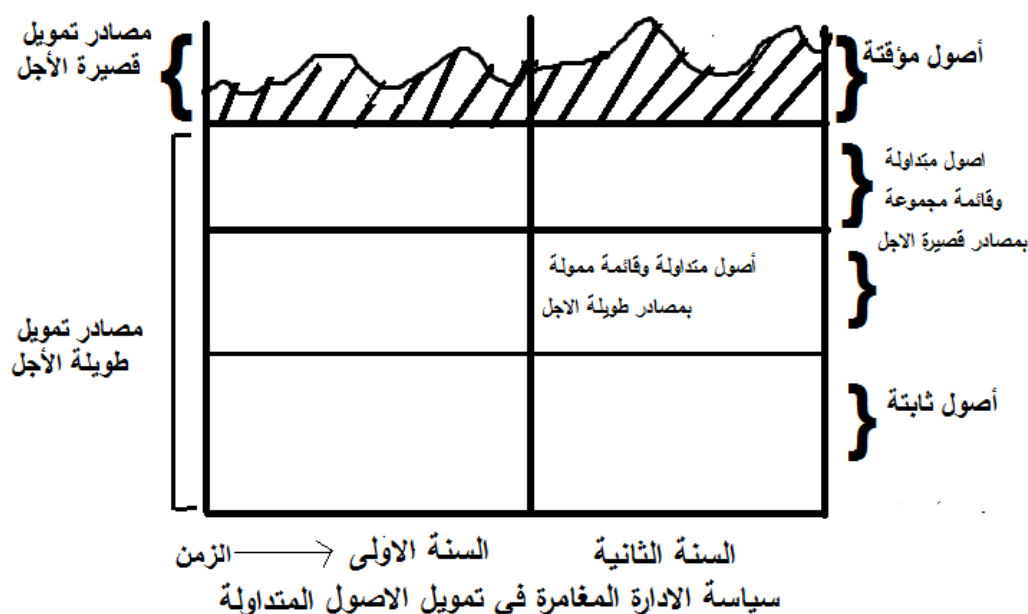 مصادر تمويل
قصيرة الأجل
أصول مؤقتة
اصول متداولة
وقائمة مجموعة
بمصادر قصيرة الاجل
أصول متداولة وقائمة ممولة
بمصادر طويلة الاجل
مصادر تمويل
طويلة الأجل
أصول ثابتة
السنة الثانية
السنة الاولى
الزمن
سياسة الادارة المغامرة في تمويل الاصول المتداولة